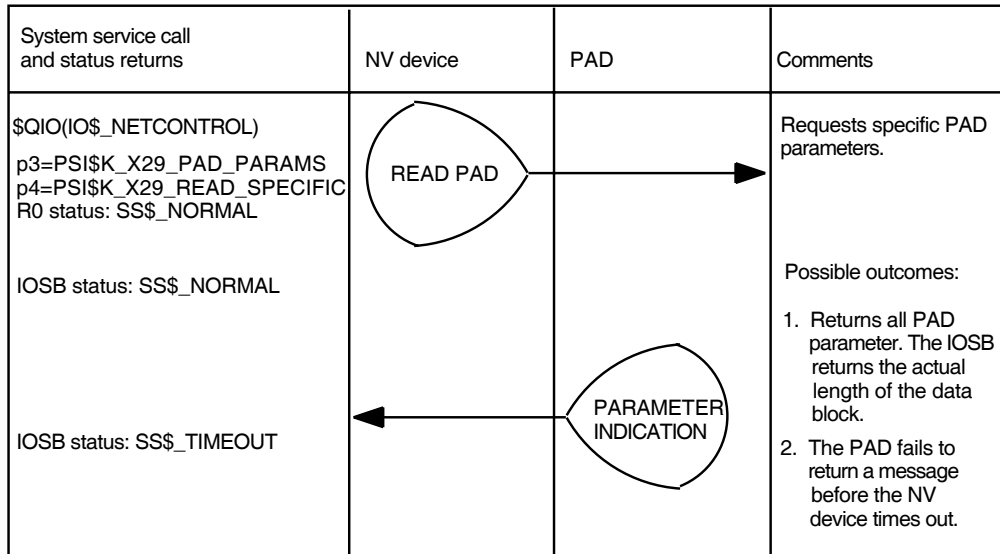 System service call
and status returns
NV device
PAD
Comments
$QIO(IO$_NETCONTROL)
p3=PSI$K_X29_PAD_PARAMS
p4=PSI$K_X29_READ_SPECIFIC
R0 status: SS$_NORMAL
READ PAD
Requests specific PAD
parameters.
IOSB status: SS$_NORMAL
Possible outcomes:
1. Returns all PAD
parameter. The IOSB
returns the actual
length of the data
block.
PARAMETER
INDICATION
IOSB status: SS$_TIMEOUT
2. The PAD fails to
return a message
before the NV
device times out.